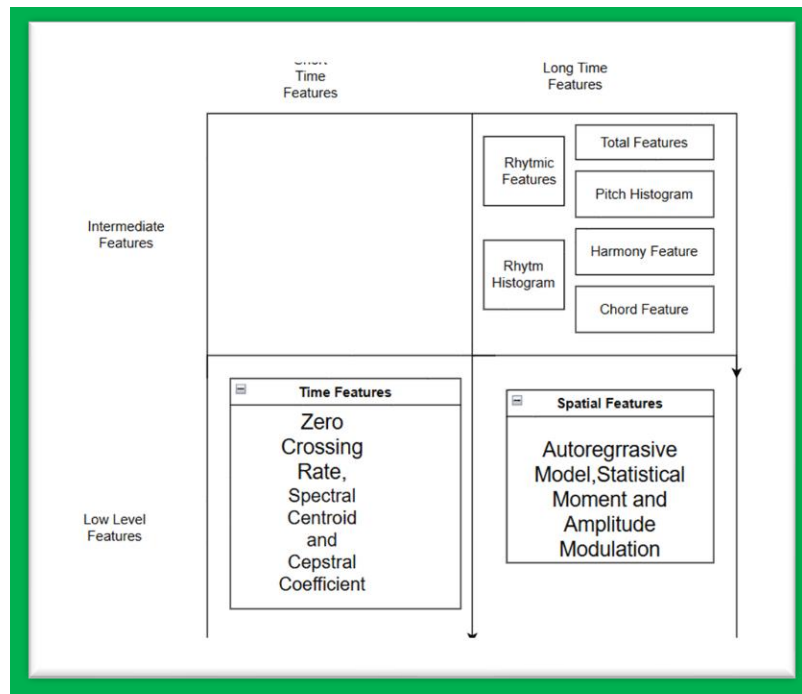 Time
Features
Long Time
Features
Intermediate
Features
Rhytmic
Features
Total Features
Pitch Histogram
Rhytm
Histogram
Harmony Feature
Chord Feature
Low Level
Features
Time Features
Zero
Crossing
Rate,
Spectral
Centroid
and
Cepstral
Coefficient
Spatial Features
Autoregrrasive
Model,Statistical
Moment and
Amplitude
Modulation